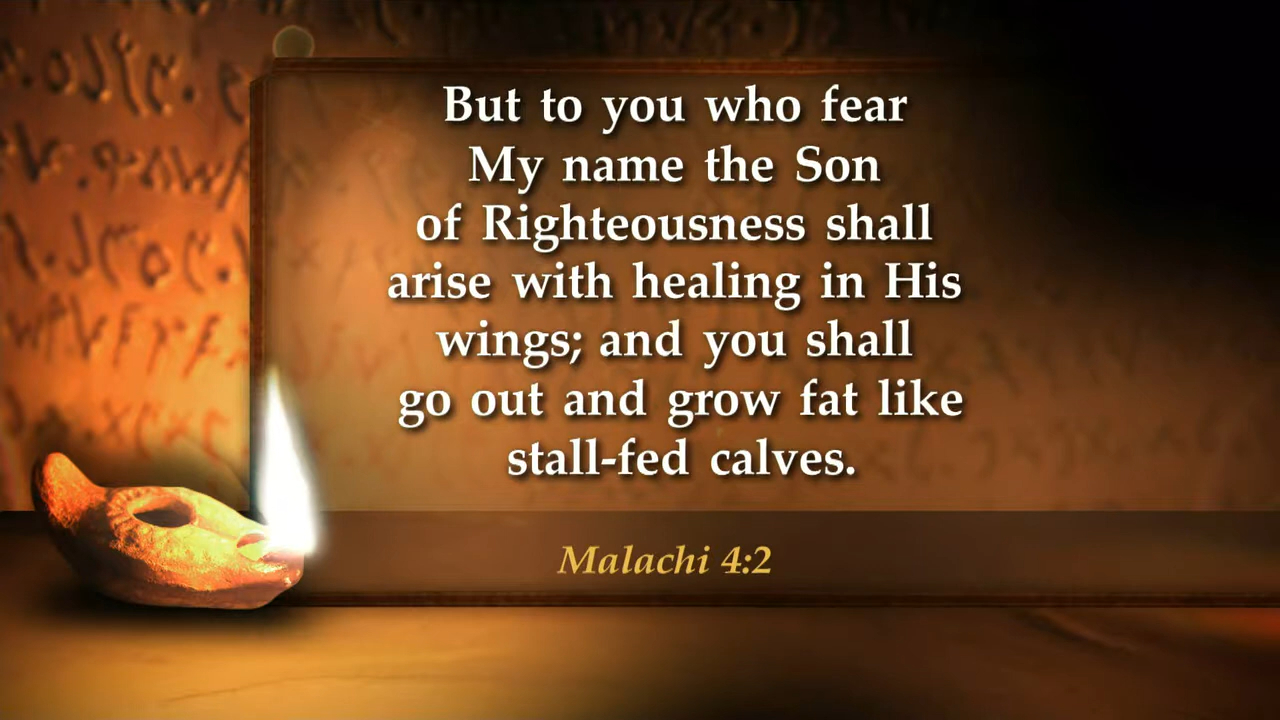 But to you who fear
My name the Son
of Righteousness shall
arise with healing in His
wings; and you shall
go out and grow fat like
stall-fed calves.
Malachi 4:2